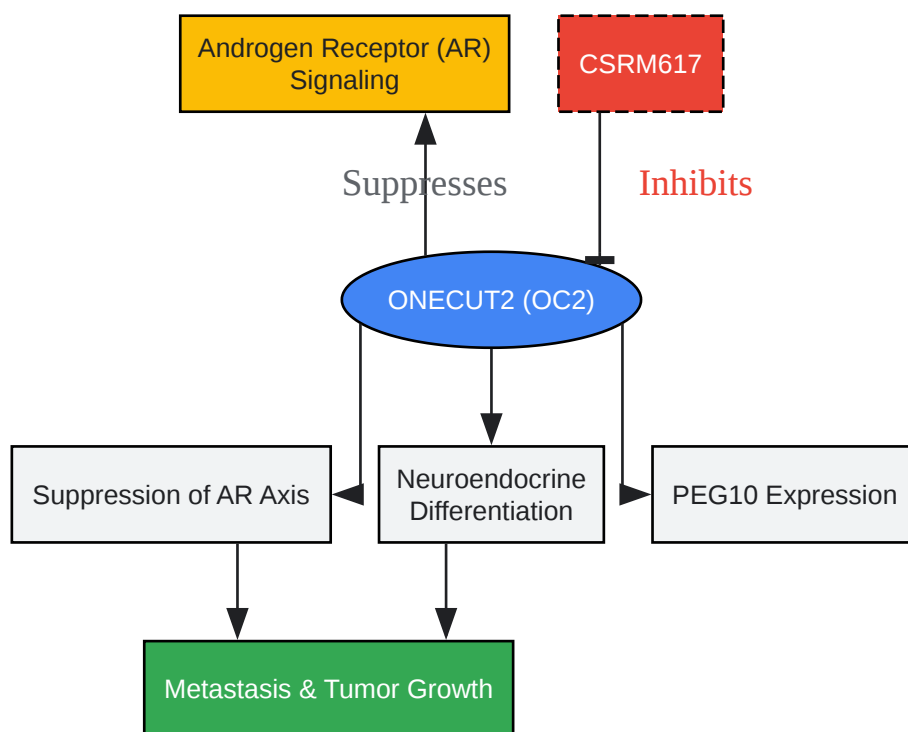 Androgen Receptor (AR)
Signaling
CSRM617
Suppresses
Inhibits
ONECUT2 (OC2)
Suppression of AR Axis
Neuroendocrine
Differentiation
PEG10 Expression
Metastasis & Tumor Growth